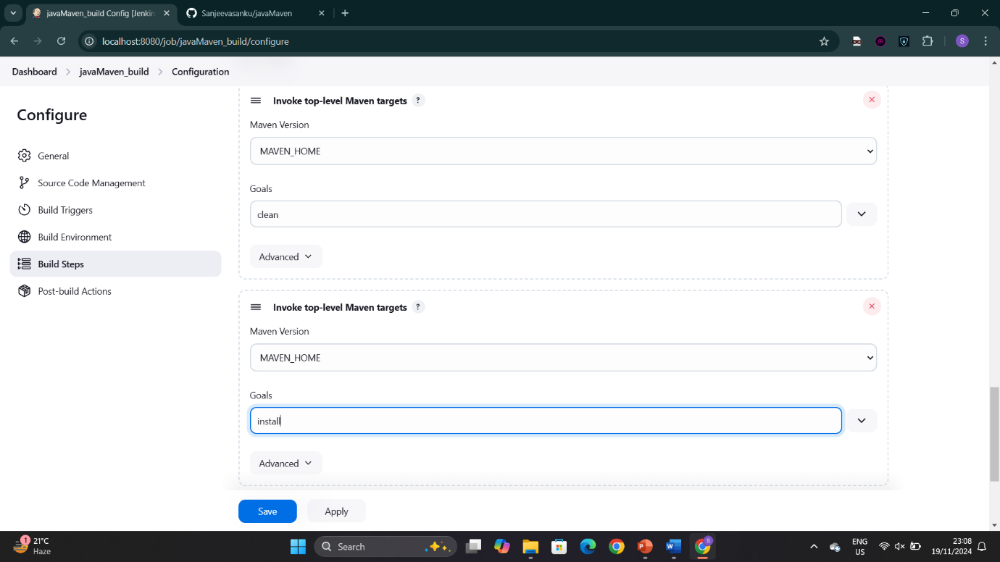 javaMaven_build Config [Jenkin
Sanjeevasanku/javaMaven
localhost:8080/job/javaMaven_build/configure
S
Dashboard
javaMaven_build
Configuration
Configure
General
Source Code Management
Build Triggers
Build Environment
Build Steps
Post-build Actions
Invoke top-level Maven targets ?
Maven Version
MAVEN_HOME
Goals
clean
Advanced
Invoke top-level Maven targets ?
Maven Version
MAVEN_HOME
Goals
install
Advanced
Save
Apply
1
21°C
Haze
Search
P
W
S
ENG
US
23:08
19/11/2024